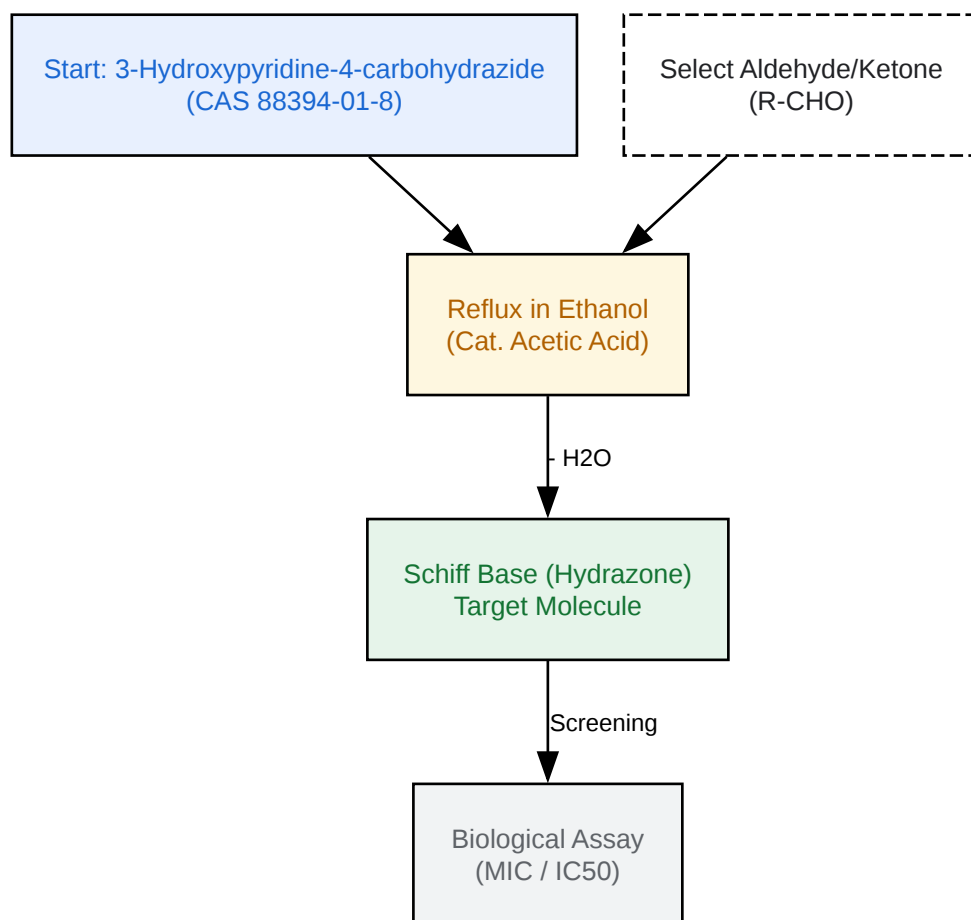 Start: 3-Hydroxypyridine-4-carbohydrazide
(CAS 88394-01-8)
Select Aldehyde/Ketone
(R-CHO)
Reflux in Ethanol
(Cat. Acetic Acid)
- H2O
Schiff Base (Hydrazone)
Target Molecule
Screening
Biological Assay
(MIC / IC50)